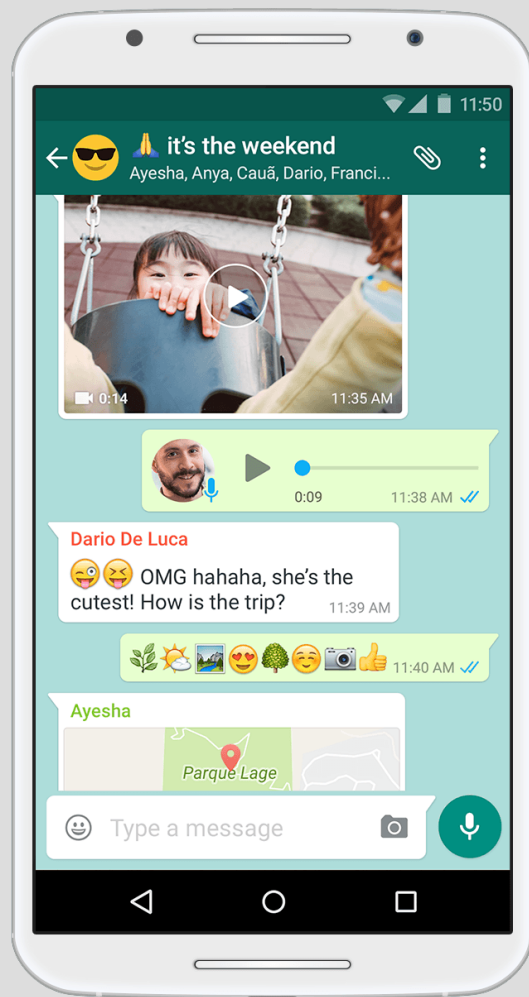 11:50
🙏 it's the weekend
Ayesha, Anya, Cauã, Dario, Franci...
0:14 11:35 AM
0:09 11:38 AM
Dario De Luca
😜😝 OMG hahaha, she's the
cutest! How is the trip? 11:39 AM
🌿🌤🏞😍🌳☺📷👍 11:40 AM
Ayesha
Parque Lage
Type a message